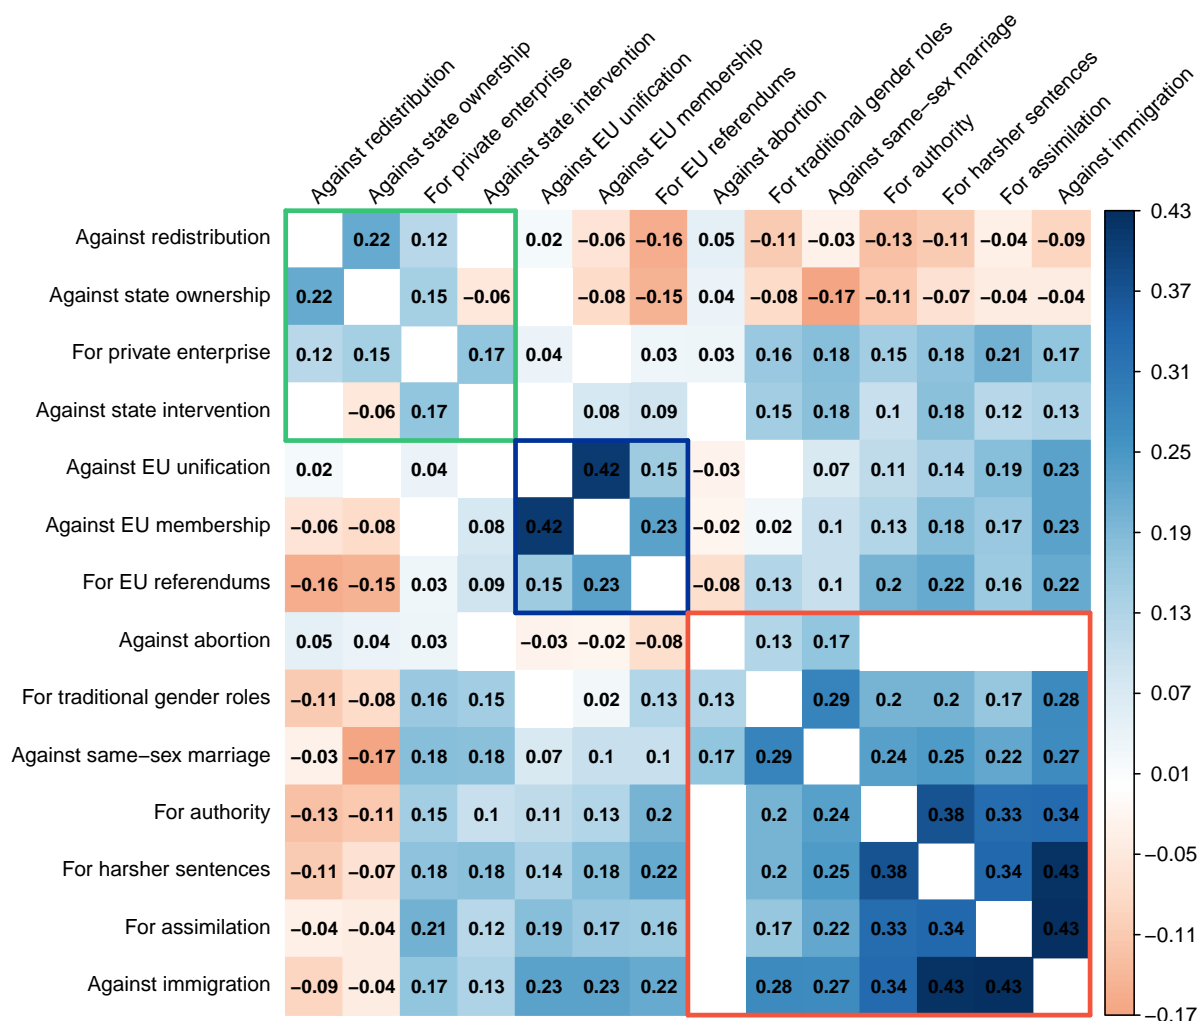 Against redistribution
Against state ownership
For private enterprise
Against state intervention
Against EU unification
Against EU membership
For EU referendums
Against abortion
For traditional gender roles
Against same−sex marriage
For authority
For harsher sentences
For assimilation
Against immigration
Against redistribution 0.22 0.12 0.02 −0.06 −0.16 0.05 −0.11 −0.03 −0.13 −0.11 −0.04 −0.09
Against state ownership 0.22 0.15 −0.06 −0.08 −0.15 0.04 −0.08 −0.17 −0.11 −0.07 −0.04 −0.04
For private enterprise 0.12 0.15 0.17 0.04 0.03 0.03 0.16 0.18 0.15 0.18 0.21 0.17
Against state intervention −0.06 0.17 0.08 0.09 0.15 0.18 0.1 0.18 0.12 0.13
Against EU unification 0.02 0.04 0.42 0.15 −0.03 0.07 0.11 0.14 0.19 0.23
Against EU membership −0.06 −0.08 0.08 0.42 0.23 −0.02 0.02 0.1 0.13 0.18 0.17 0.23
For EU referendums −0.16 −0.15 0.03 0.09 0.15 0.23 −0.08 0.13 0.1 0.2 0.22 0.16 0.22
Against abortion 0.05 0.04 0.03 −0.03 −0.02 −0.08 0.13 0.17
For traditional gender roles −0.11 −0.08 0.16 0.15 0.02 0.13 0.13 0.29 0.2 0.2 0.17 0.28
Against same−sex marriage −0.03 −0.17 0.18 0.18 0.07 0.1 0.1 0.17 0.29 0.24 0.25 0.22 0.27
For authority −0.13 −0.11 0.15 0.1 0.11 0.13 0.2 0.2 0.24 0.38 0.33 0.34
For harsher sentences −0.11 −0.07 0.18 0.18 0.14 0.18 0.22 0.2 0.25 0.38 0.34 0.43
For assimilation −0.04 −0.04 0.21 0.12 0.19 0.17 0.16 0.17 0.22 0.33 0.34 0.43
Against immigration −0.09 −0.04 0.17 0.13 0.23 0.23 0.22 0.28 0.27 0.34 0.43 0.43
0.43
0.37
0.31
0.25
0.19
0.13
0.07
0.01
−0.05
−0.11
−0.17